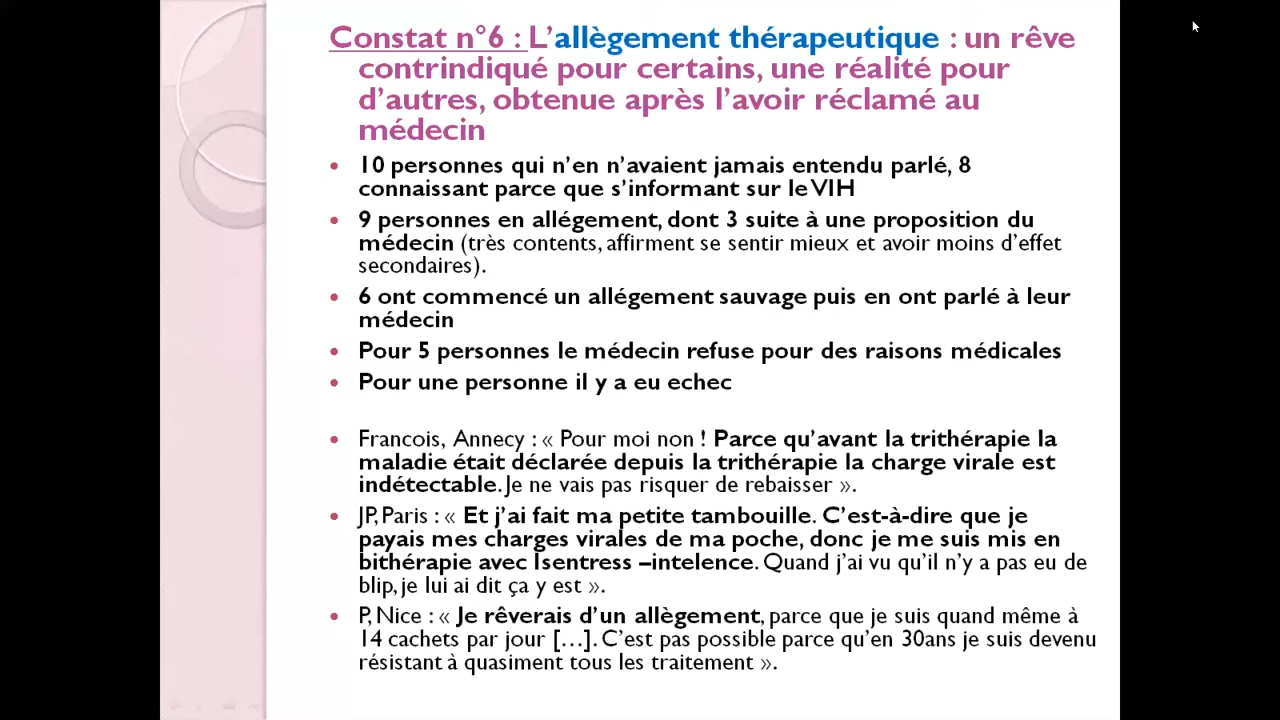 Constat n°6 : L’allègement thérapeutique : un rêve
contrindiqué pour certains, une réalité pour
d’autres, obtenue après l’avoir réclamé au
médecin
• 10 personnes qui n’en n’avaient jamais entendu parlé, 8
connaissant parce que s’informant sur le VIH
• 9 personnes en allégement, dont 3 suite à une proposition du
médecin (très contents, affirment se sentir mieux et avoir moins d’effet
secondaires).
• 6 ont commencé un allégement sauvage puis en ont parlé à leur
médecin
• Pour 5 personnes le médecin refuse pour des raisons médicales
• Pour une personne il y a eu echec
• Francois, Annecy : « Pour moi non ! Parce qu’avant la trithérapie la
maladie était déclarée depuis la trithérapie la charge virale est
indétectable. Je ne vais pas risquer de rebaisser ».
• JP, Paris : « Et j’ai fait ma petite tambouille. C’est-à-dire que je
payais mes charges virales de ma poche, donc je me suis mis en
bithérapie avec Isentress –intelence. Quand j’ai vu qu’il n’y a pas eu de
blip, je lui ai dit ça y est ».
• P, Nice : « Je rêverais d’un allègement, parce que je suis quand même à
14 cachets par jour […]. C’est pas possible parce qu’en 30ans je suis devenu
résistant à quasiment tous les traitement ».